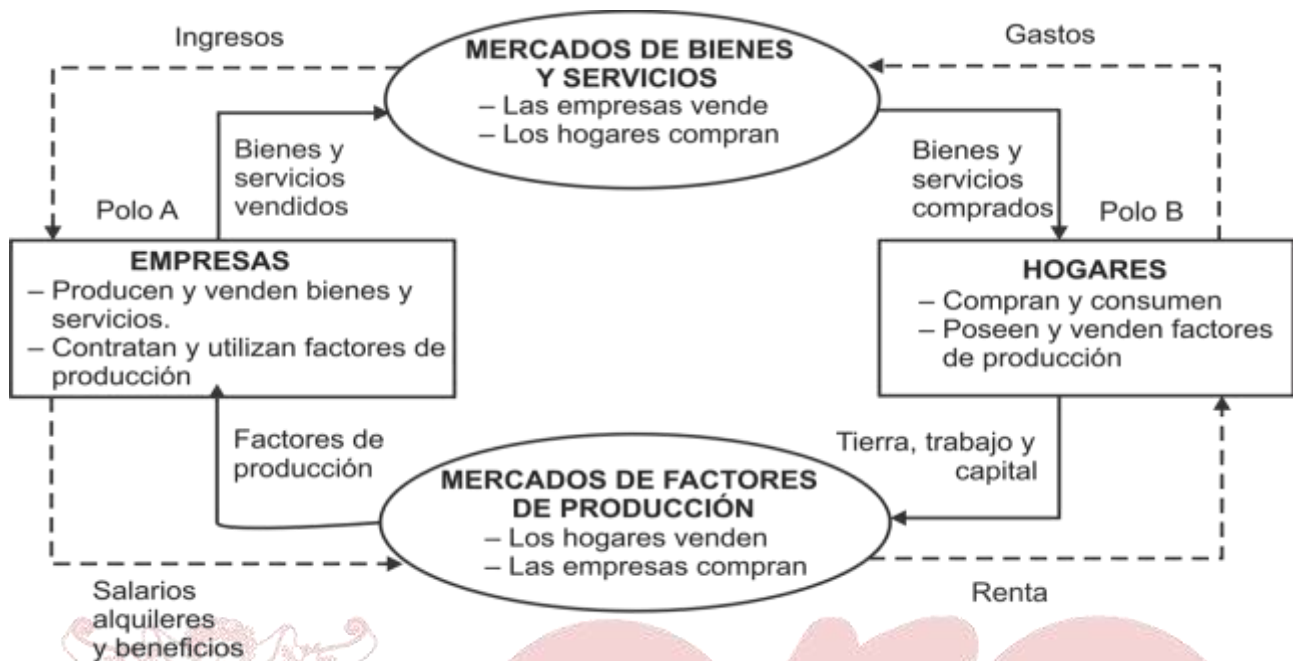 Ingresos
MERCADOS DE BIENES
Y SERVICIOS
– Las empresas vende
– Los hogares compran
Gastos
Bienes y
servicios
vendidos
Bienes y
servicios
comprados
Polo A
Polo B
EMPRESAS
– Producen y venden bienes y
servicios.
– Contratan y utilizan factores de
producción
HOGARES
– Compran y consumen
– Poseen y venden factores
de producción
Factores de
producción
Tierra, trabajo y
capital
MERCADOS DE FACTORES
DE PRODUCCIÓN
– Los hogares venden
– Las empresas compran
Salarios
alquileres
y beneficios
Renta